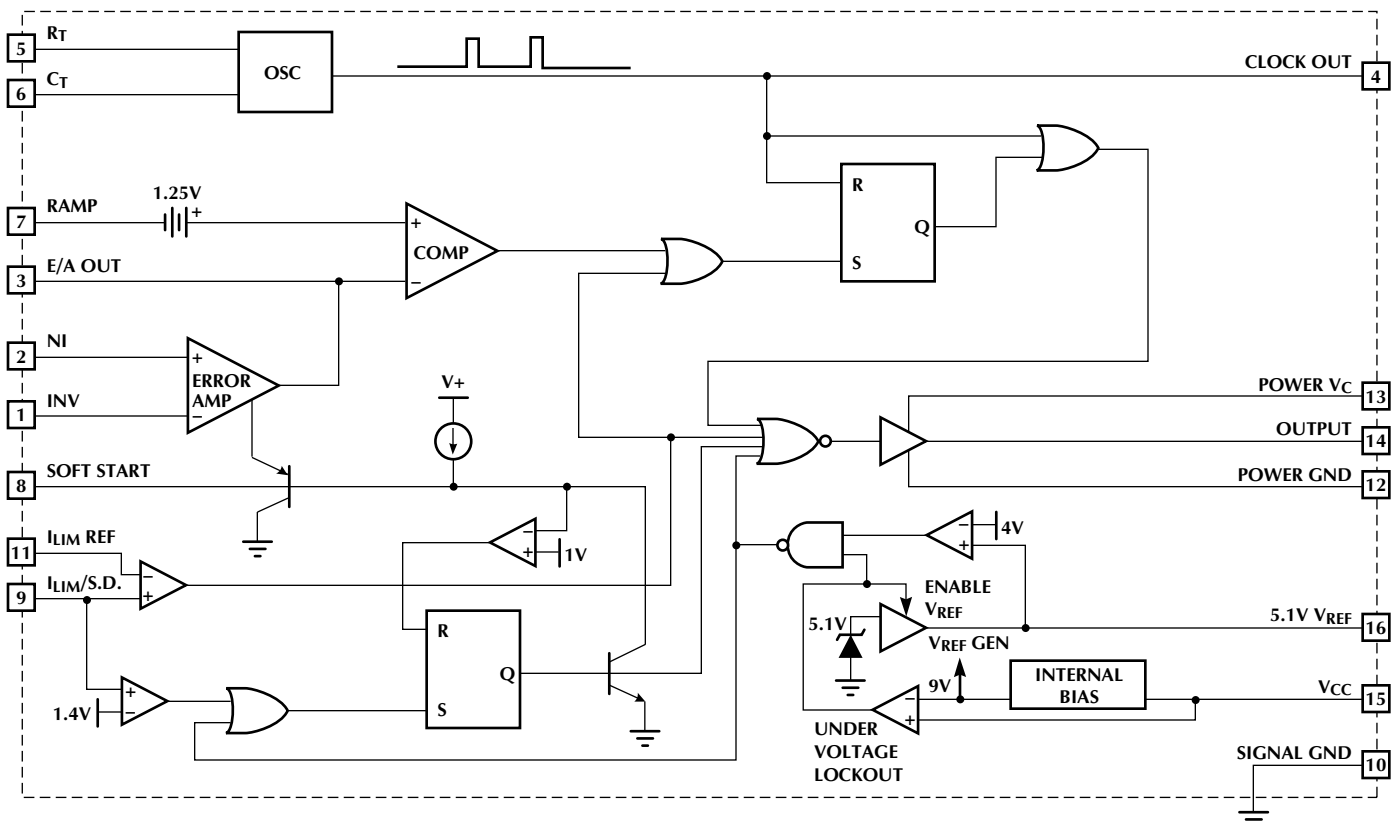 5 RT
OSC
CLOCK OUT 4
6 CT
R
Q
S
1.25V
7 RAMP
+
+
COMP
−
3 E/A OUT
2 NI
+
ERROR
AMP
−
1 INV
V+
POWER VC 13
OUTPUT 14
POWER GND 12
8 SOFT START
−
+
1V
11 ILIM REF
−
+
9 ILIM/S.D.
−
+
4V
ENABLE
VREF
5.1V
VREF GEN
5.1V VREF 16
R
Q
S
+
−
1.4V
INTERNAL
BIAS
9V
VCC 15
−
+
UNDER
VOLTAGE
LOCKOUT
SIGNAL GND 10